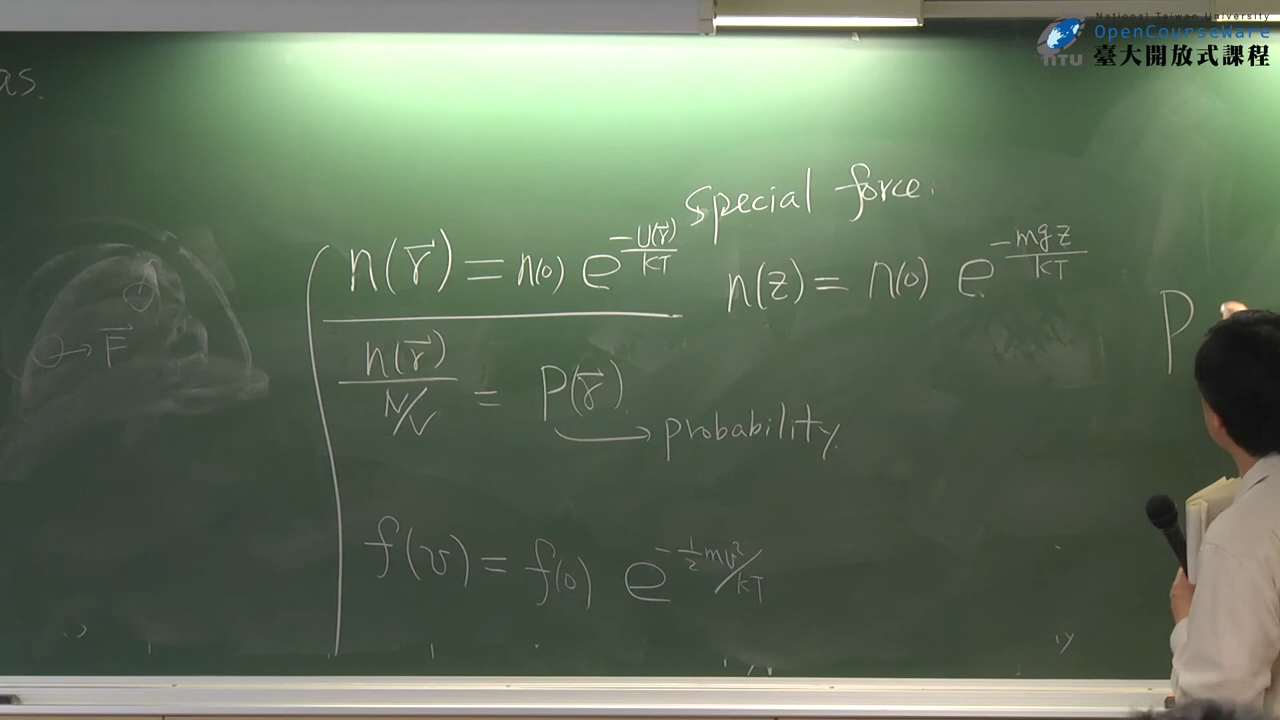 National Taiwan University
OpenCourseWare
臺大開放式課程
NTU
as.
special force.
n(r⃗) = n(0) e^{-U(r⃗)/kT}
n(z) = n(0) e^{-mgz/kT}
P
F⃗
n(r⃗)/(N/V) = P(r⃗)
→ probability
f(v) = f(0) e^{-½mv²/kT}